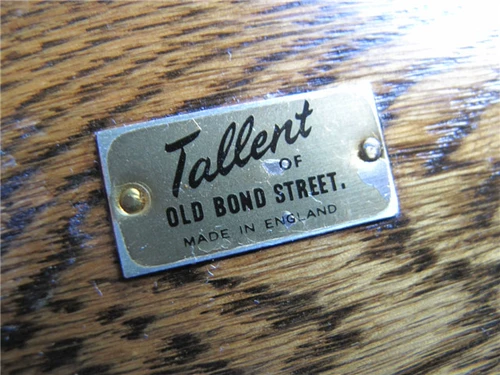 Tallent
OF
OLD BOND STREET.
MADE IN ENGLAND